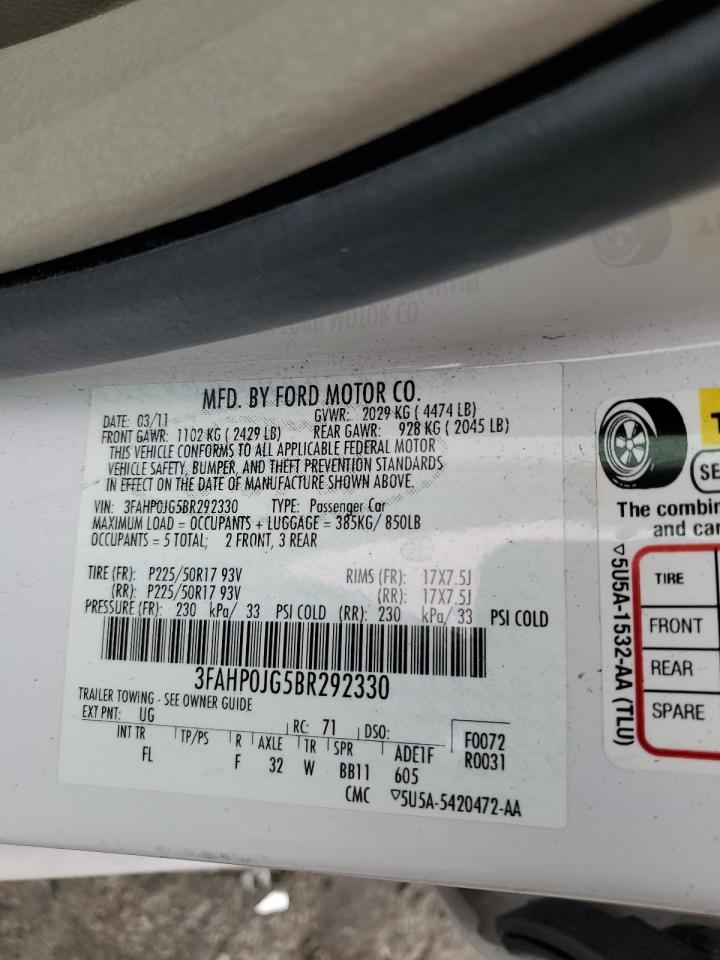 MFD. BY FORD MOTOR CO.
DATE: 03/11 GVWR: 2029 KG ( 4474 LB)
FRONT GAWR: 1102 KG ( 2429 LB) REAR GAWR: 928 KG ( 2045 LB)
THIS VEHICLE CONFORMS TO ALL APPLICABLE FEDERAL MOTOR
VEHICLE SAFETY, BUMPER, AND THEFT PREVENTION STANDARDS
IN EFFECT ON THE DATE OF MANUFACTURE SHOWN ABOVE.
VIN: 3FAHP0JG5BR292330 TYPE: Passenger Car
MAXIMUM LOAD = OCCUPANTS + LUGGAGE = 385KG/ 850LB
OCCUPANTS = 5 TOTAL; 2 FRONT, 3 REAR
TIRE (FR): P225/50R17 93V RIMS (FR): 17X7.5J
(RR): P225/50R17 93V (RR): 17X7.5J
PRESSURE (FR): 230 kPa/ 33 PSI COLD (RR): 230 kPa/ 33 PSI COLD
3FAHP0JG5BR292330
TRAILER TOWING - SEE OWNER GUIDE
EXT PNT: UG RC: 71 DSO: F0072
INT TR TP/PS R AXLE TR SPR ADE1F R0031
FL F 32 W BB11 605
CMC ▽5U5A-5420472-AA
T
SE
The combin
and car
TIRE
FRONT
REAR
SPARE
▽5U5A-1532-AA (TLU)